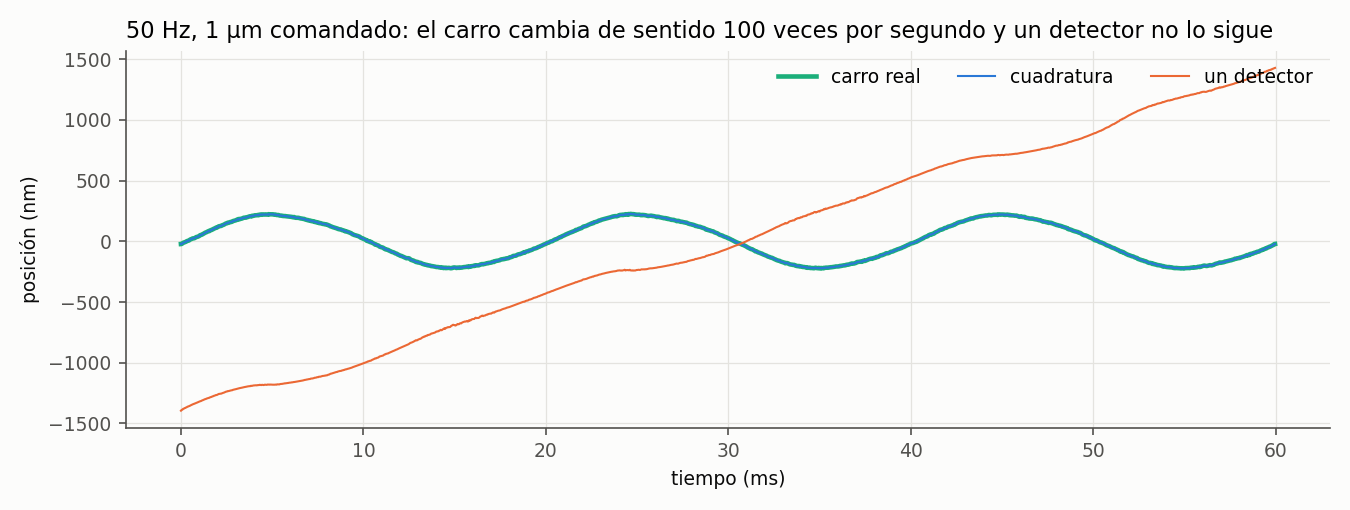 50 Hz, 1 µm comandado: el carro cambia de sentido 100 veces por segundo y un detector no lo sigue
carro real
cuadratura
un detector
posición (nm)
1500
1000
500
0
−500
−1000
−1500
0
10
20
30
40
50
60
tiempo (ms)